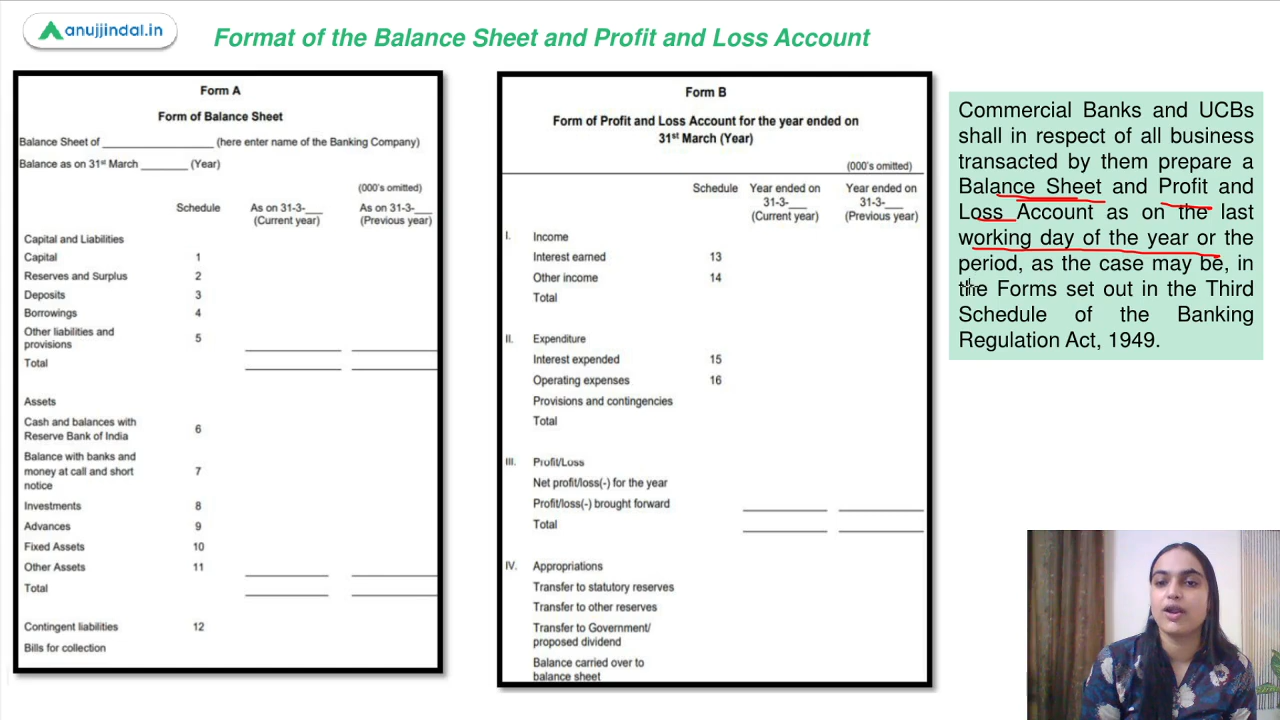 anujjindal.in
Format of the Balance Sheet and Profit and Loss Account
Form A
Form of Balance Sheet
Balance Sheet of ____________________ (here enter name of the Banking Company)
Balance as on 31st March ________ (Year)
(000's omitted)
Schedule As on 31-3-___ As on 31-3-___
(Current year) (Previous year)
Capital and Liabilities
Capital 1
Reserves and Surplus 2
Deposits 3
Borrowings 4
Other liabilities and
provisions 5
Total
Assets
Cash and balances with
Reserve Bank of India 6
Balance with banks and
money at call and short 7
notice
Investments 8
Advances 9
Fixed Assets 10
Other Assets 11
Total
Contingent liabilities 12
Bills for collection
Form B
Form of Profit and Loss Account for the year ended on
31st March (Year)
(000's omitted)
Schedule Year ended on Year ended on
31-3-___ 31-3-___
(Current year) (Previous year)
I. Income
Interest earned 13
Other income 14
Total
II. Expenditure
Interest expended 15
Operating expenses 16
Provisions and contingencies
Total
III. Profit/Loss
Net profit/loss(-) for the year
Profit/loss(-) brought forward
Total
IV. Appropriations
Transfer to statutory reserves
Transfer to other reserves
Transfer to Government/
proposed dividend
Balance carried over to
balance sheet
Commercial Banks and UCBs
shall in respect of all business
transacted by them prepare a
Balance Sheet and Profit and
Loss Account as on the last
working day of the year or the
period, as the case may be, in
the Forms set out in the Third
Schedule of the Banking
Regulation Act, 1949.